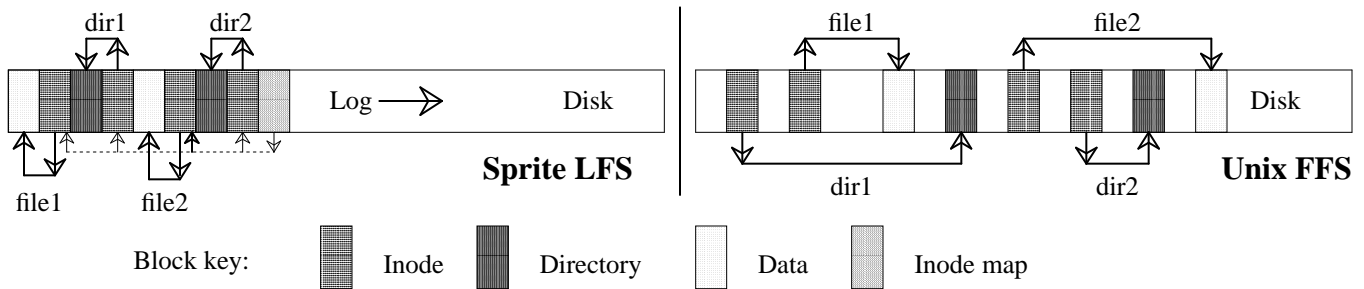 dir1 dir2
Log Disk
file1 file2
Sprite LFS
file1 file2
Disk
dir1 dir2
Unix FFS
Block key: Inode Directory Data Inode map